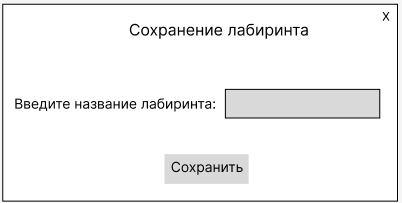 X
Сохранение лабиринта
Введите название лабиринта:
Сохранить